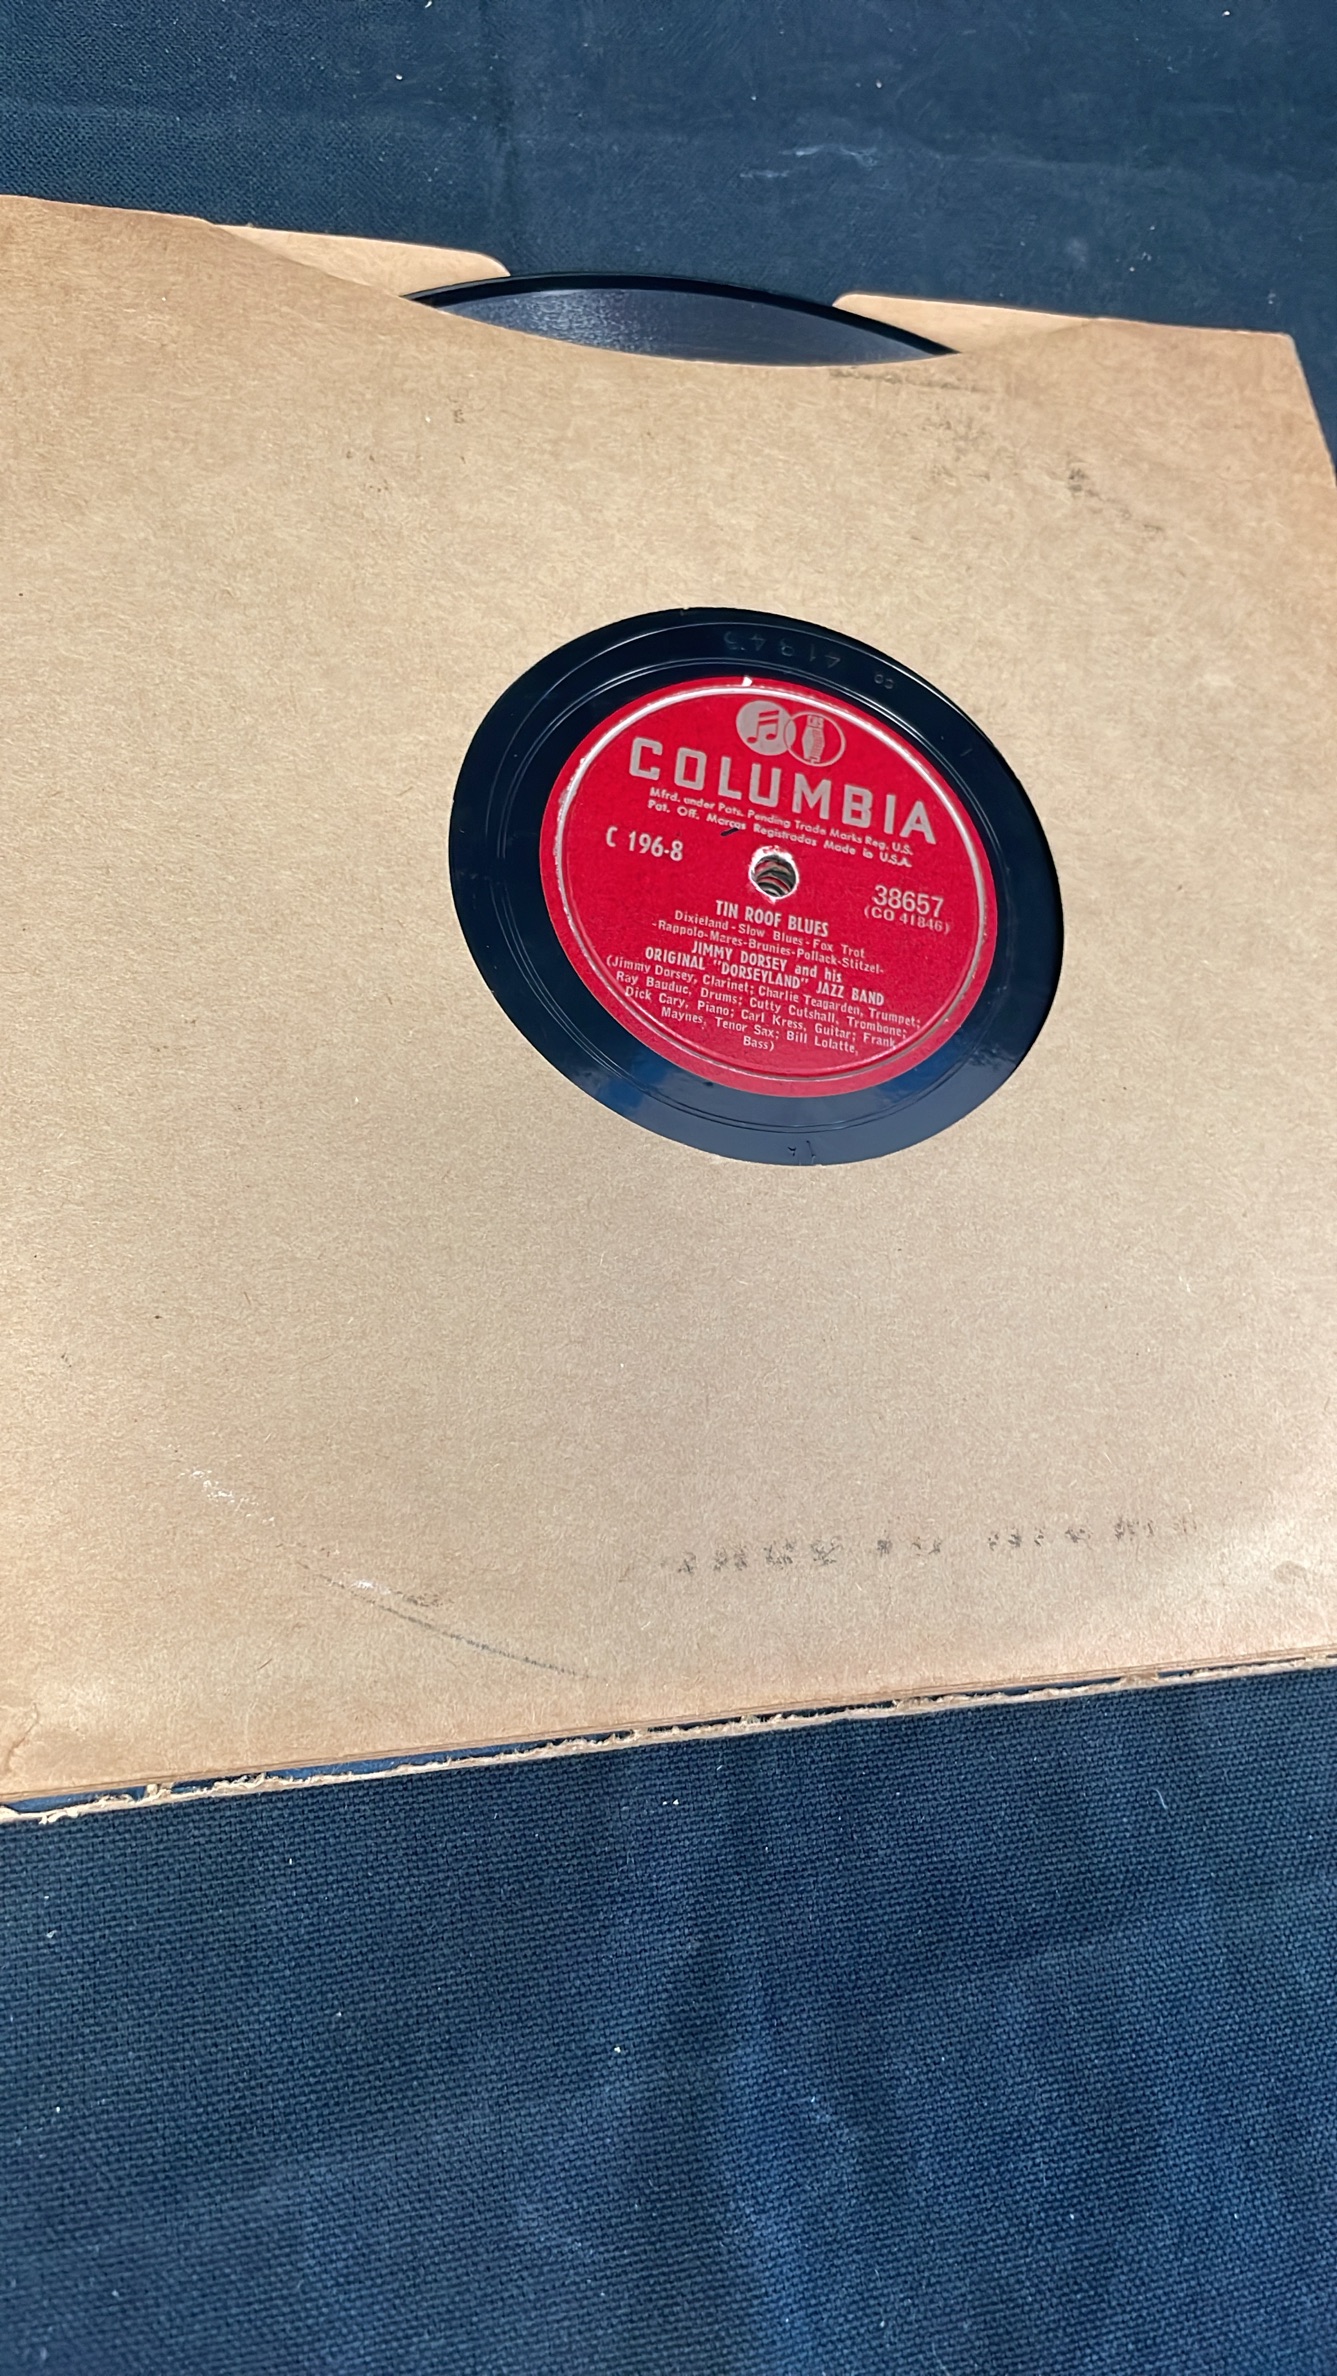 CBS
COLUMBIA
Mfrd. under Pats. Pending Trade Marks Reg. U.S.
Pat. Off. Marcas Registradas Made in U.S.A.
C 196-8
38657
(CO 41846)
TIN ROOF BLUES
Dixieland - Slow Blues - Fox Trot
-Rappolo-Mares-Brunies-Pollack-Stitzel-
JIMMY DORSEY and his
ORIGINAL "DORSEYLAND" JAZZ BAND
(Jimmy Dorsey, Clarinet; Charlie Teagarden, Trumpet;
Ray Bauduc, Drums; Cutty Cutshall, Trombone;
Dick Cary, Piano; Carl Kress, Guitar; Frank
Maynes, Tenor Sax; Bill Lolatte,
Bass)